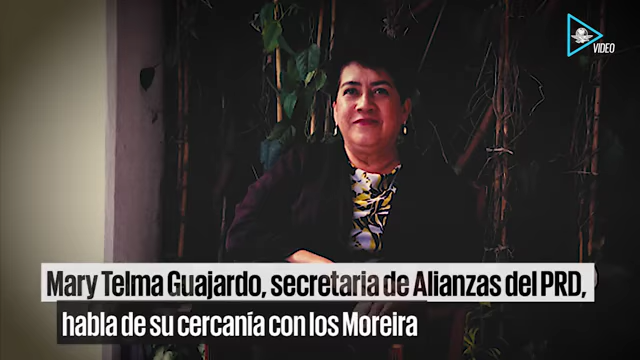 VIDEO
Mary Telma Guajardo, secretaria de Alianzas del PRD,
habla de su cercanía con los Moreira